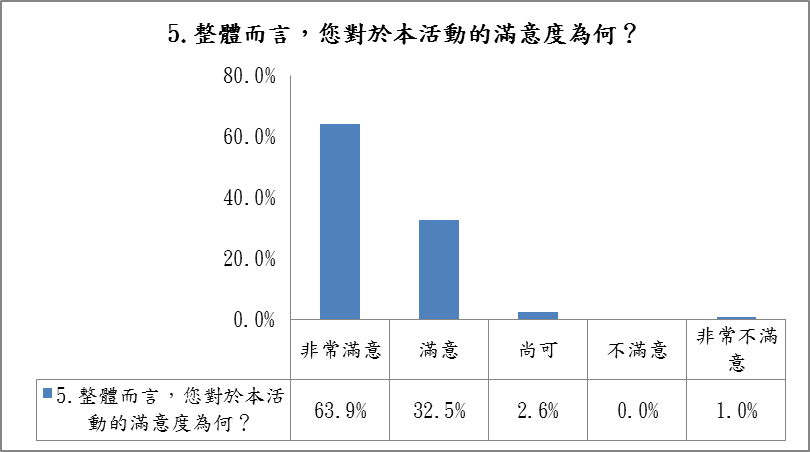 5.整體而言，您對於本活動的滿意度為何？
80.0%
60.0%
40.0%
20.0%
0.0%
非常滿意 滿意 尚可 不滿意 非常不滿
意
5.整體而言，您對於本活
動的滿意度為何？
63.9% 32.5% 2.6% 0.0% 1.0%